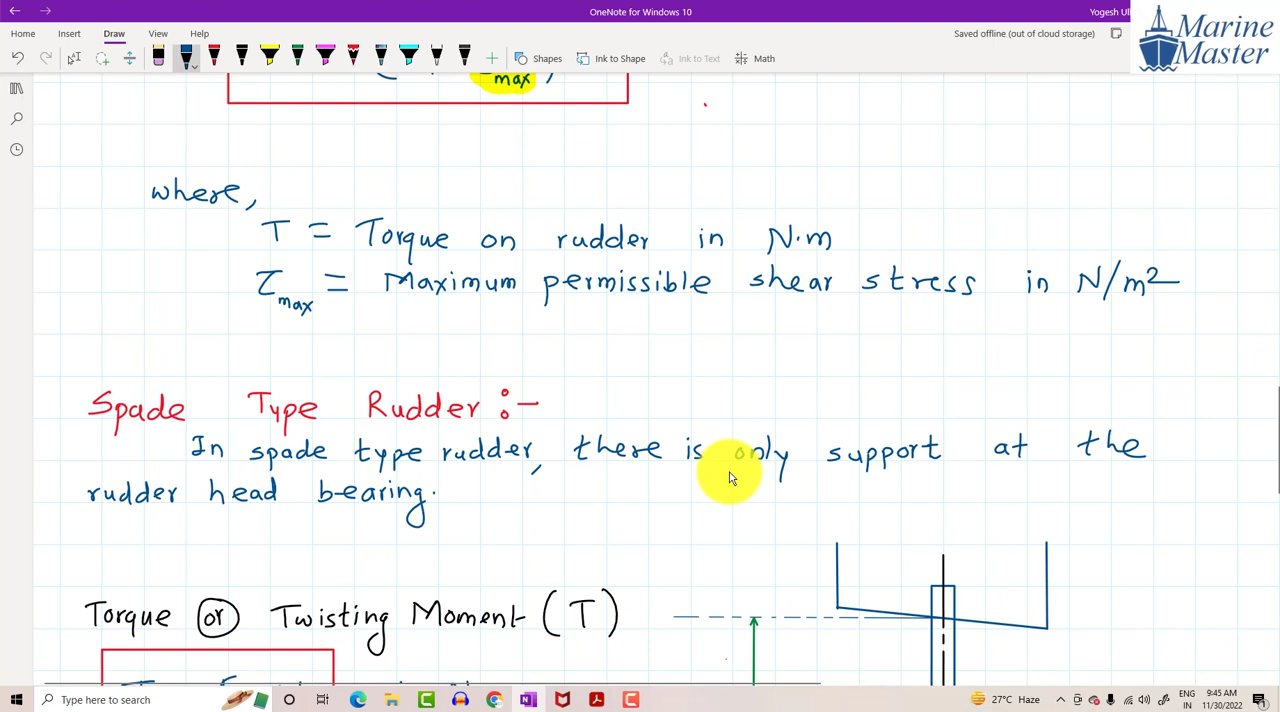 OneNote for Windows 10
Yogesh Ul
Home Insert Draw View Help
Saved offline (out of cloud storage)
Marine Master
Shapes Ink to Shape Ink to Text Math
max
where,
T = Torque on rudder in N.m
τmax = Maximum permissible shear stress in N/m2
Spade Type Rudder :-
In spade type rudder, there is only support at the
rudder head bearing.
Torque or Twisting Moment (T)
Type here to search
27°C Haze
ENG
IN
9:45 AM
11/30/2022